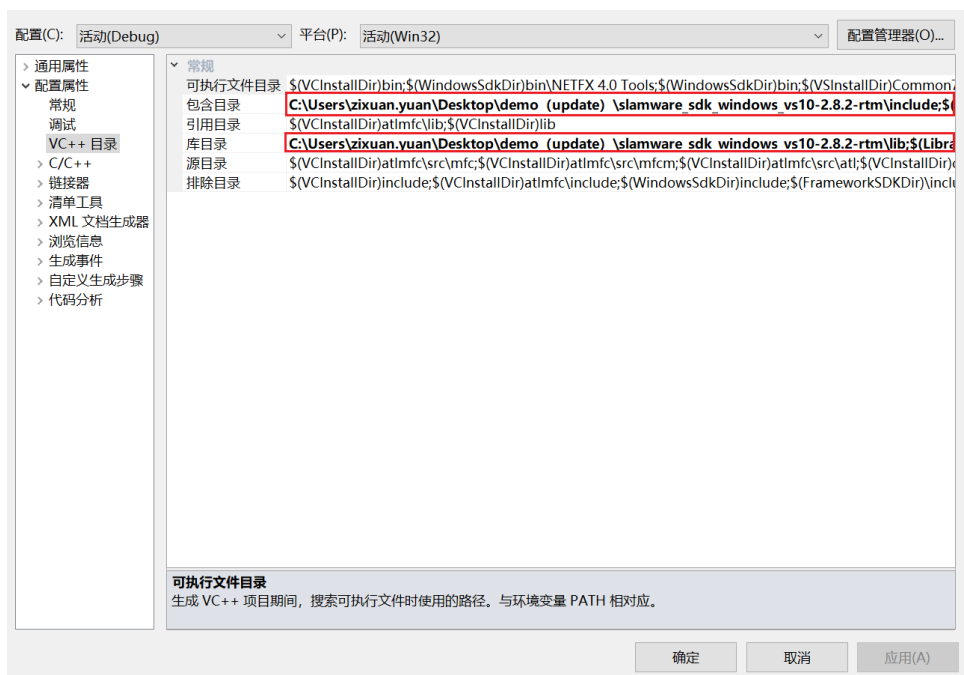 配置(C): 活动(Debug) 平台(P): 活动(Win32) 配置管理器(O)...
通用属性
配置属性
常规
调试
VC++ 目录
C/C++
链接器
清单工具
XML 文档生成器
浏览信息
生成事件
自定义生成步骤
代码分析
常规
可执行文件目录 $(VCInstallDir)bin;$(WindowsSdkDir)bin\NETFX 4.0 Tools;$(WindowsSdkDir)bin;$(VSInstallDir)Common7
包含目录 C:\Users\zixuan.yuan\Desktop\demo（update）\slamware_sdk_windows_vs10-2.8.2-rtm\include;$(
引用目录 $(VCInstallDir)atlmfc\lib;$(VCInstallDir)lib
库目录 C:\Users\zixuan.yuan\Desktop\demo（update）\slamware_sdk_windows_vs10-2.8.2-rtm\lib;$(Libra
源目录 $(VCInstallDir)atlmfc\src\mfc;$(VCInstallDir)atlmfc\src\mfcm;$(VCInstallDir)atlmfc\src\atl;$(VCInstallDir)c
排除目录 $(VCInstallDir)include;$(VCInstallDir)atlmfc\include;$(WindowsSdkDir)include;$(FrameworkSDKDir)\inclu
可执行文件目录
生成 VC++ 项目期间，搜索可执行文件时使用的路径。与环境变量 PATH 相对应。
确定 取消 应用(A)